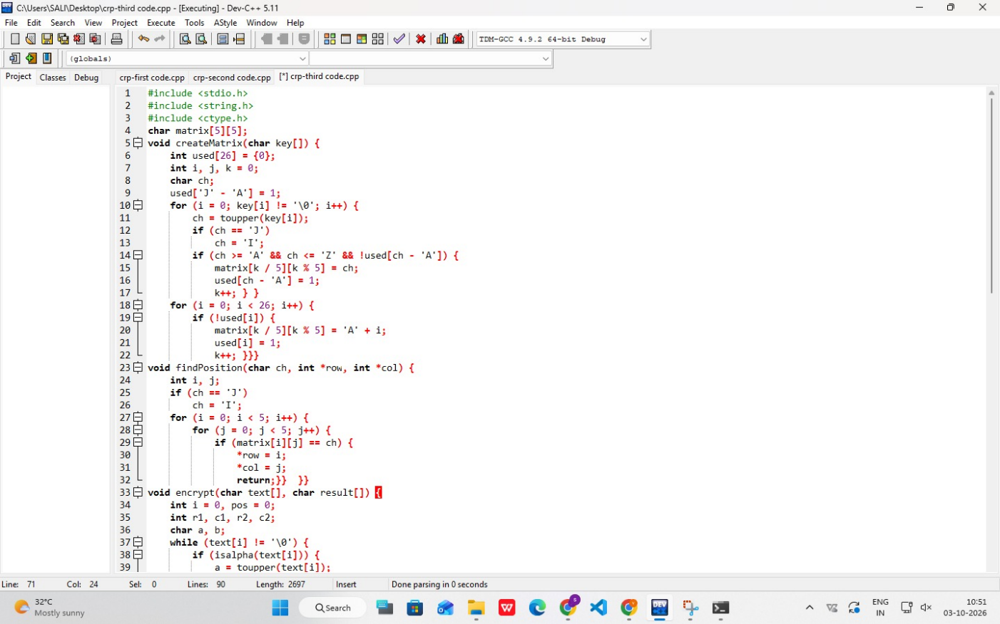 C:\Users\SALI\Desktop\crp-third code.cpp - [Executing] - Dev-C++ 5.11
File Edit Search View Project Execute Tools AStyle Window Help
TDM-GCC 4.9.2 64-bit Debug
(globals)
Project Classes Debug crp-first code.cpp crp-second code.cpp [*] crp-third code.cpp
1 #include <stdio.h>
2 #include <string.h>
3 #include <ctype.h>
4 char matrix[5][5];
5 void createMatrix(char key[]) {
6 int used[26] = {0};
7 int i, j, k = 0;
8 char ch;
9 used['J' - 'A'] = 1;
10 for (i = 0; key[i] != '\0'; i++) {
11 ch = toupper(key[i]);
12 if (ch == 'J')
13 ch = 'I';
14 if (ch >= 'A' && ch <= 'Z' && !used[ch - 'A']) {
15 matrix[k / 5][k % 5] = ch;
16 used[ch - 'A'] = 1;
17 k++; } }
18 for (i = 0; i < 26; i++) {
19 if (!used[i]) {
20 matrix[k / 5][k % 5] = 'A' + i;
21 used[i] = 1;
22 k++; }}}
23 void findPosition(char ch, int *row, int *col) {
24 int i, j;
25 if (ch == 'J')
26 ch = 'I';
27 for (i = 0; i < 5; i++) {
28 for (j = 0; j < 5; j++) {
29 if (matrix[i][j] == ch) {
30 *row = i;
31 *col = j;
32 return;}}  }}
33 void encrypt(char text[], char result[]) {
34 int i = 0, pos = 0;
35 int r1, c1, r2, c2;
36 char a, b;
37 while (text[i] != '\0') {
38 if (isalpha(text[i])) {
39 a = toupper(text[i]);
Line: 71 Col: 24 Sel: 0 Lines: 90 Length: 2697 Insert Done parsing in 0 seconds
32°C
Mostly sunny
Search
DEV
S
W
ENG
IN
10:51
03-10-2026